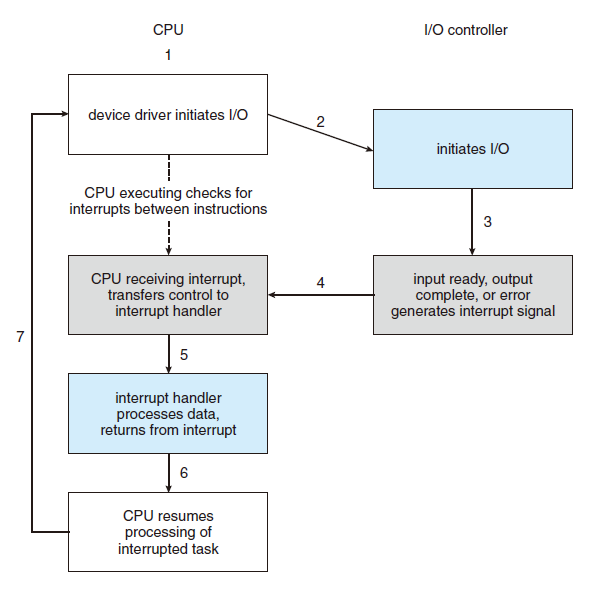 CPU
I/O controller
1
device driver initiates I/O
2
initiates I/O
CPU executing checks for
interrupts between instructions
3
CPU receiving interrupt,
transfers control to
interrupt handler
4
input ready, output
complete, or error
generates interrupt signal
5
7
interrupt handler
processes data,
returns from interrupt
6
CPU resumes
processing of
interrupted task